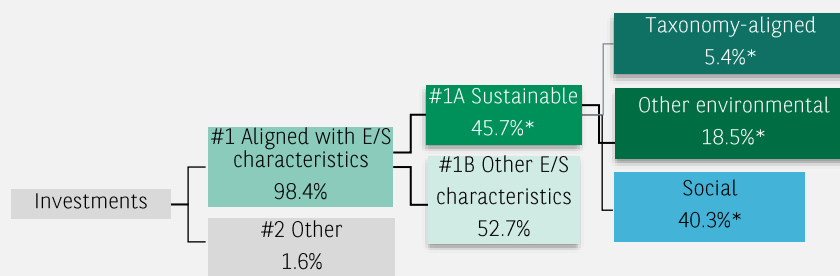 Taxonomy-aligned
5.4%*
#1A Sustainable
45.7%*
Other environmental
18.5%*
#1 Aligned with E/S
characteristics
98.4%
#1B Other E/S
characteristics
52.7%
Social
40.3%*
Investments
#2 Other
1.6%